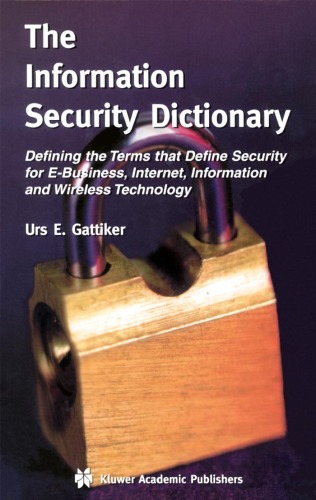 The
Information
Security Dictionary
Defining the Terms that Define Security
for E-Business, Internet, Information
and Wireless Technology
Urs E. Gattiker
Kluwer Academic Publishers